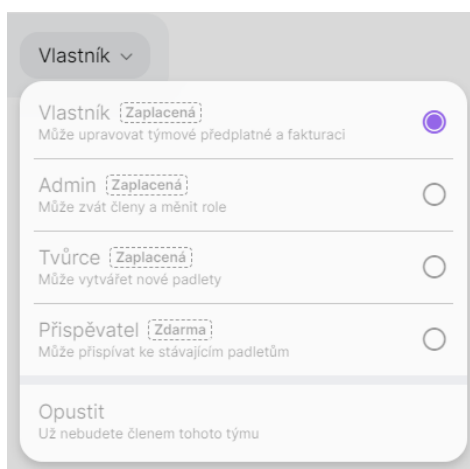 Vlastník
Vlastník Zaplacená
Může upravovat týmové předplatné a fakturaci
Admin Zaplacená
Může zvát členy a měnit role
Tvůrce Zaplacená
Může vytvářet nové padlety
Přispěvatel Zdarma
Může přispívat ke stávajícím padletům
Opustit
Už nebudete členem tohoto týmu